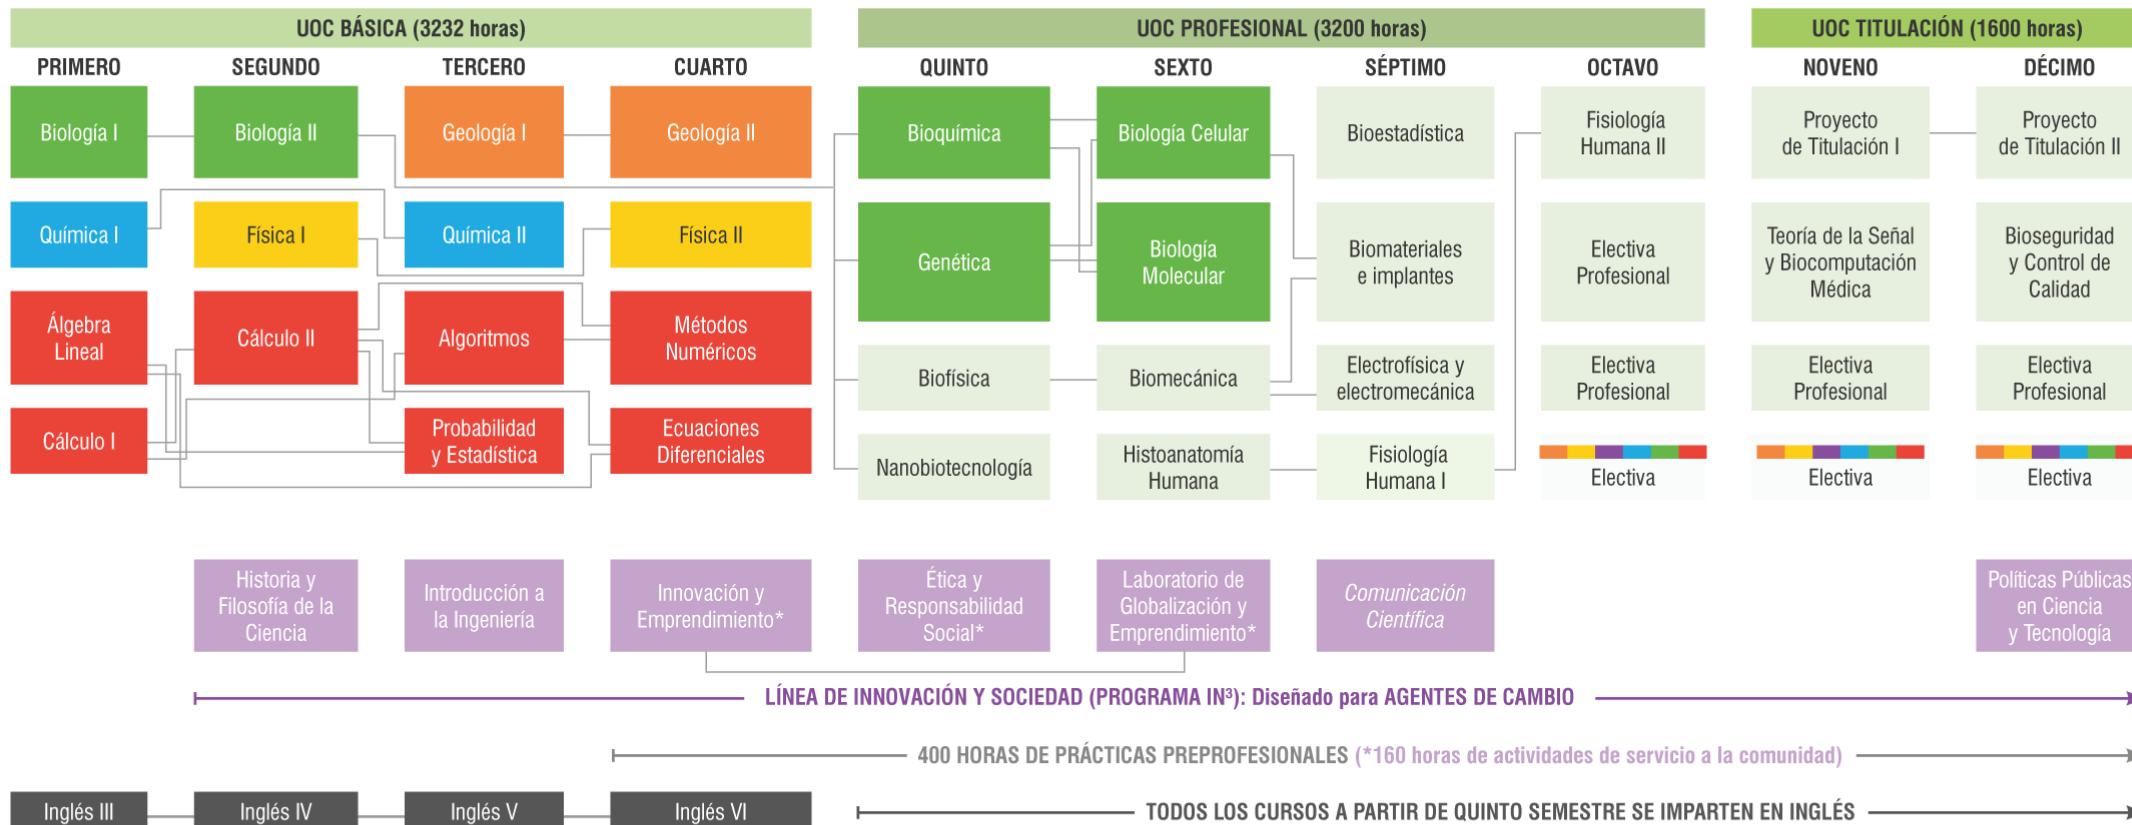 UOC BÁSICA (3232 horas)
UOC PROFESIONAL (3200 horas)
UOC TITULACIÓN (1600 horas)
PRIMERO
SEGUNDO
TERCERO
CUARTO
QUINTO
SEXTO
SÉPTIMO
OCTAVO
NOVENO
DÉCIMO
Biología I
Biología II
Geología I
Geología II
Bioquímica
Biología Celular
Bioestadística
Fisiología
Humana II
Proyecto
de Titulación I
Proyecto
de Titulación II
Química I
Física I
Química II
Física II
Genética
Biología
Molecular
Biomateriales
e implantes
Electiva
Profesional
Teoría de la Señal
y Biocomputación
Médica
Bioseguridad
y Control de
Calidad
Álgebra
Lineal
Cálculo II
Algoritmos
Métodos
Numéricos
Biofísica
Biomecánica
Electrofísica y
electromecánica
Electiva
Profesional
Electiva
Profesional
Electiva
Profesional
Cálculo I
Probabilidad
y Estadística
Ecuaciones
Diferenciales
Nanobiotecnología
Histoanatomía
Humana
Fisiología
Humana I
Electiva
Electiva
Electiva
Historia y
Filosofía de la
Ciencia
Introducción a
la Ingeniería
Innovación y
Emprendimiento*
Ética y
Responsabilidad
Social*
Laboratorio de
Globalización y
Emprendimiento*
Comunicación
Científica
Políticas Públicas
en Ciencia
y Tecnología
LÍNEA DE INNOVACIÓN Y SOCIEDAD (PROGRAMA IN³): Diseñado para AGENTES DE CAMBIO
400 HORAS DE PRÁCTICAS PREPROFESIONALES (*160 horas de actividades de servicio a la comunidad)
Inglés III
Inglés IV
Inglés V
Inglés VI
TODOS LOS CURSOS A PARTIR DE QUINTO SEMESTRE SE IMPARTEN EN INGLÉS